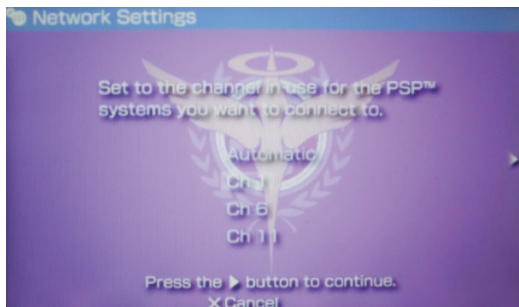 Network Settings
Set to the channel in use for the PSP™
systems you want to connect to.
Automatic
Ch 1
Ch 6
Ch 11
Press the ▶ button to continue.
✕ Cancel